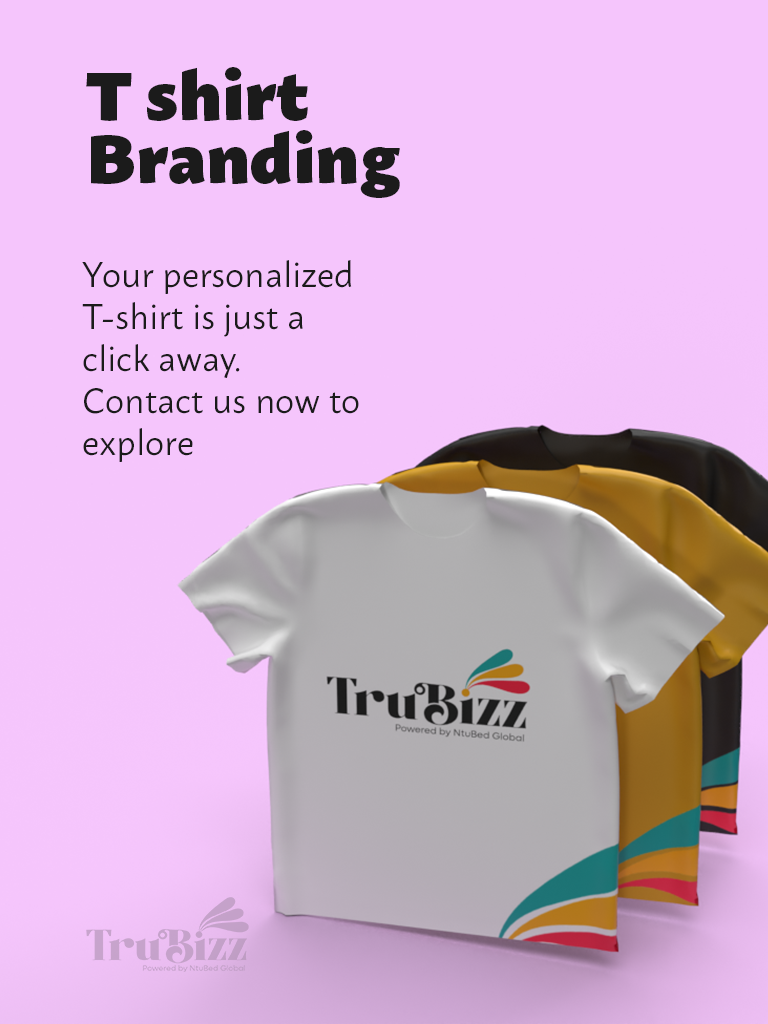 T shirt
Branding
Your personalized
T-shirt is just a
click away.
Contact us now to
explore
TruBizz
Powered by NtuBed Global
TruBizz
Powered by NtuBed Global